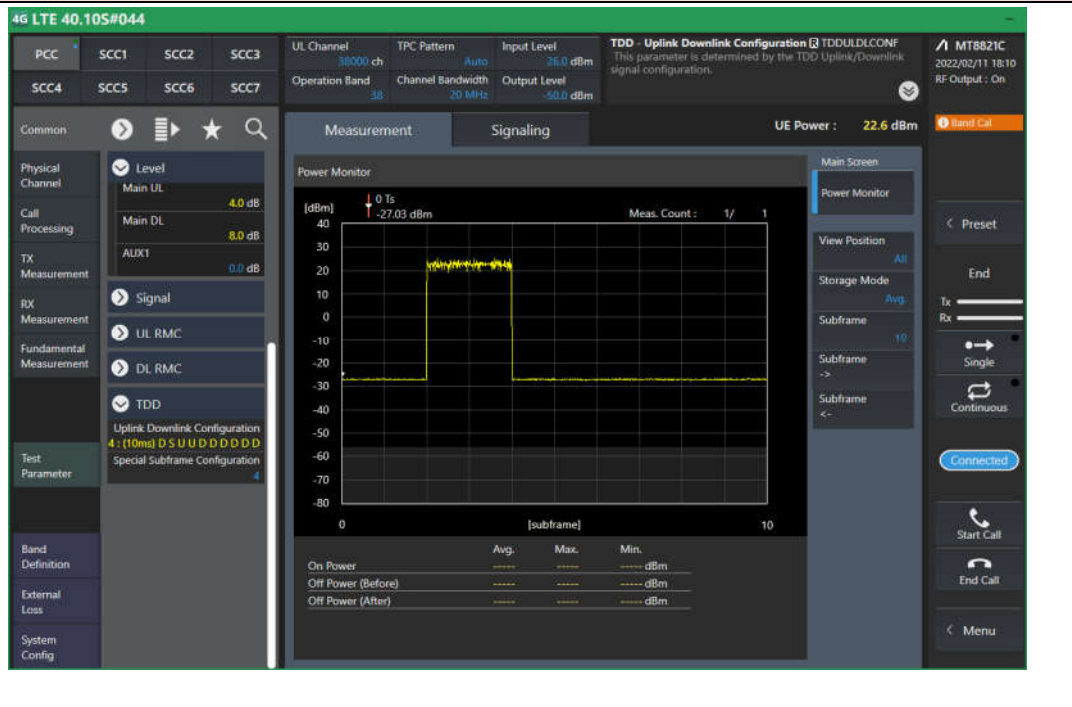 4G LTE 40.10S#044
PCC SCC1 SCC2 SCC3
SCC4 SCC5 SCC6 SCC7
UL Channel
38000 ch
TPC Pattern
Auto
Input Level
26.0 dBm
Operation Band
38
Channel Bandwidth
20 MHz
Output Level
-50.0 dBm
TDD - Uplink Downlink Configuration R TDDULDLCONF
This parameter is determined by the TDD Uplink/Downlink
signal configuration.
MT8821C
2022/02/11 18:10
RF Output : On
Common
Physical
Channel
Call
Processing
TX
Measurement
RX
Measurement
Fundamental
Measurement
Test
Parameter
Band
Definition
External
Loss
System
Config
Level
Main UL
4.0 dB
Main DL
8.0 dB
AUX1
0.0 dB
Signal
UL RMC
DL RMC
TDD
Uplink Downlink Configuration
4 : (10ms) D S U U D D D D D D
Special Subframe Configuration
4
Measurement Signaling
UE Power : 22.6 dBm
Power Monitor
0 Ts
[dBm] -27.03 dBm Meas. Count : 1/ 1
40
30
20
10
0
-10
-20
-30
-40
-50
-60
-70
-80
0 [subframe] 10
Avg. Max. Min.
On Power ----- ----- ----- dBm
Off Power (Before) ----- ----- ----- dBm
Off Power (After) ----- ----- ----- dBm
Main Screen
Power Monitor
View Position
All
Storage Mode
Avg.
Subframe
10
Subframe
->
Subframe
<-
Band Cal
< Preset
End
Tx
Rx
Single
Continuous
Connected
Start Call
End Call
< Menu